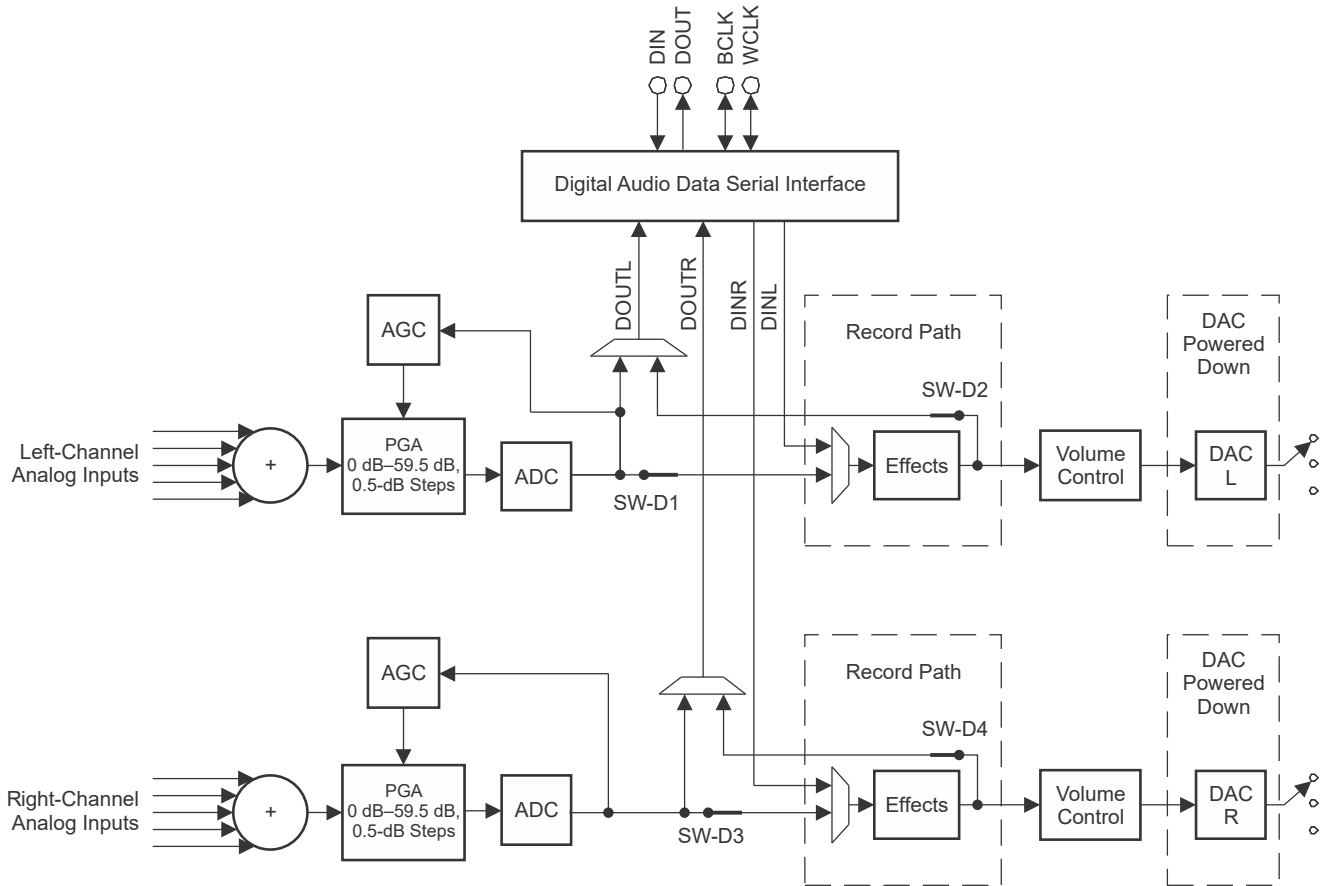 DIN
DOUT
BCLK
WCLK
Digital Audio Data Serial Interface
DOUTL
DOUTR
DINR
DINL
AGC
Record Path
DAC
Powered
Down
SW-D2
Left-Channel
Analog Inputs
+
PGA
0 dB–59.5 dB,
0.5-dB Steps
ADC
SW-D1
Effects
Volume
Control
DAC
L
AGC
Record Path
DAC
Powered
Down
SW-D4
Right-Channel
Analog Inputs
+
PGA
0 dB–59.5 dB,
0.5-dB Steps
ADC
SW-D3
Effects
Volume
Control
DAC
R